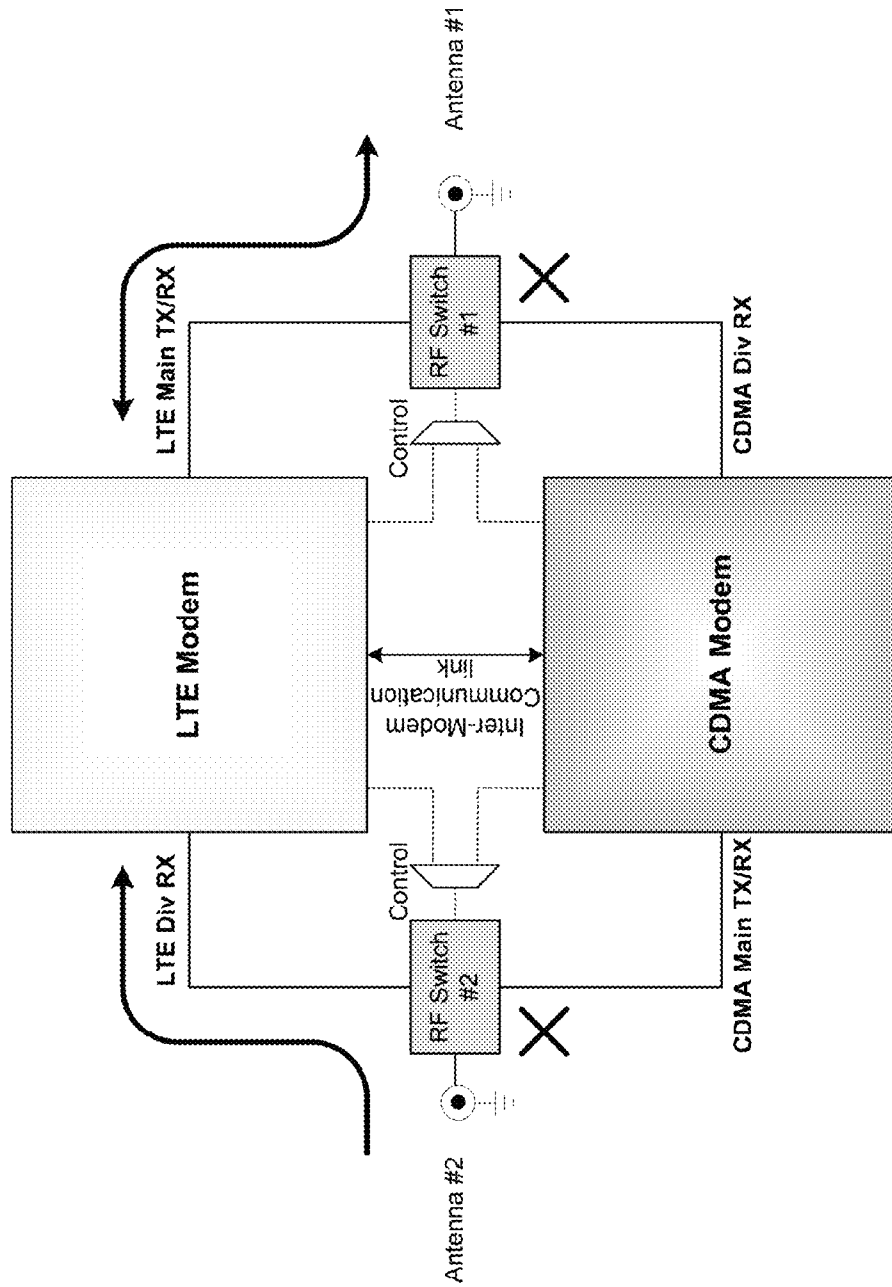 Antenna #1
LTE Main TX/RX
RF Switch
#1
CDMA Div RX
Control
LTE Modem
Inter-Modem
Communication
link
CDMA Modem
Control
LTE Div RX
RF Switch
#2
CDMA Main TX/RX
Antenna #2